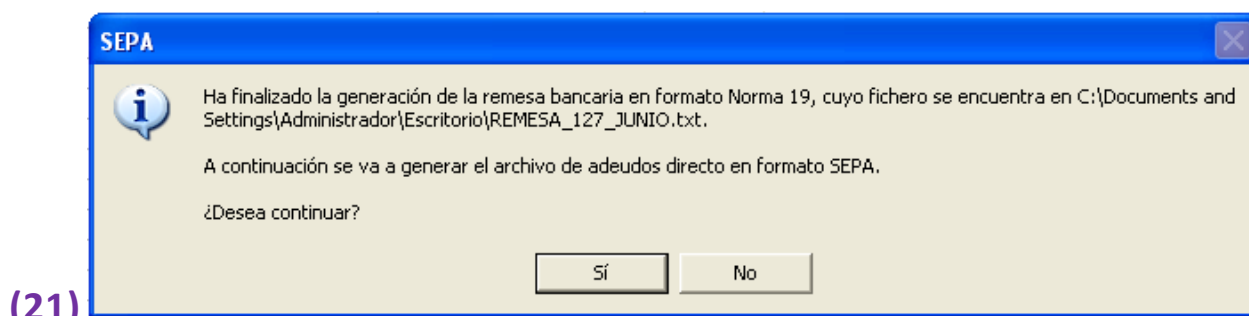 SEPA
Ha finalizado la generación de la remesa bancaria en formato Norma 19, cuyo fichero se encuentra en C:\Documents and
Settings\Administrador\Escritorio\REMESA_127_JUNIO.txt.
A continuación se va a generar el archivo de adeudos directo en formato SEPA.
¿Desea continuar?
Sí No
(21)